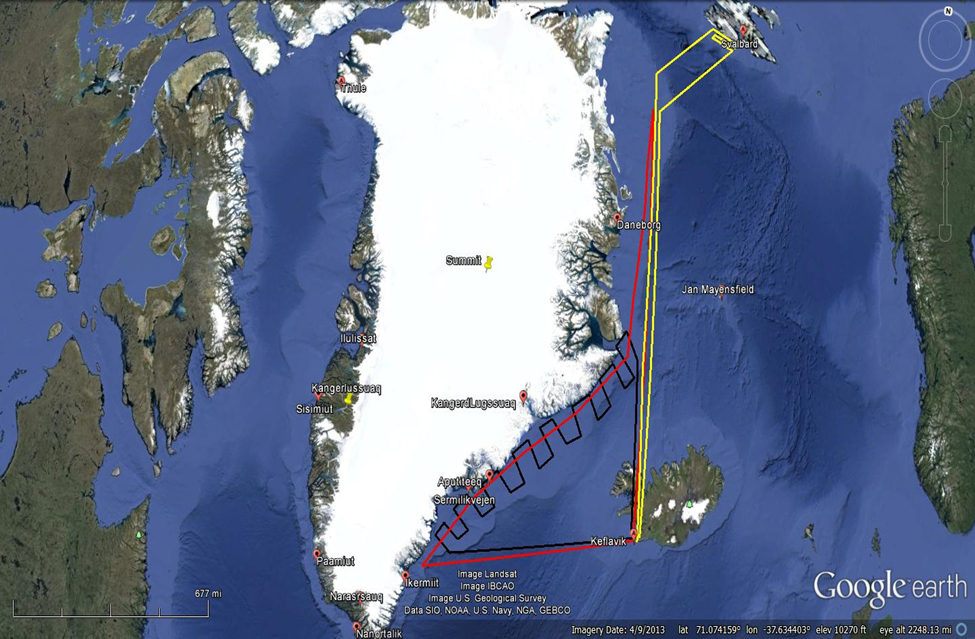 N
Svalbard
Thule
Daneborg
Summit
Jan Mayensfield
Ilulissat
Kangerlussuaq
Sisimiut
KangerdLugssuaq
Aputiteeq
Sermilikvejen
Keflavik
Paamiut
Ikermiit
Narasrsauq
Nanortalik
Image Landsat
Image IBCAO
Image U.S. Geological Survey
Data SIO, NOAA, U.S. Navy, NGA, GEBCO
677 mi
Google earth
Imagery Date: 4/9/2013 lat 71.074159° lon -37.634403° elev 10270 ft eye alt 2248.13 mi